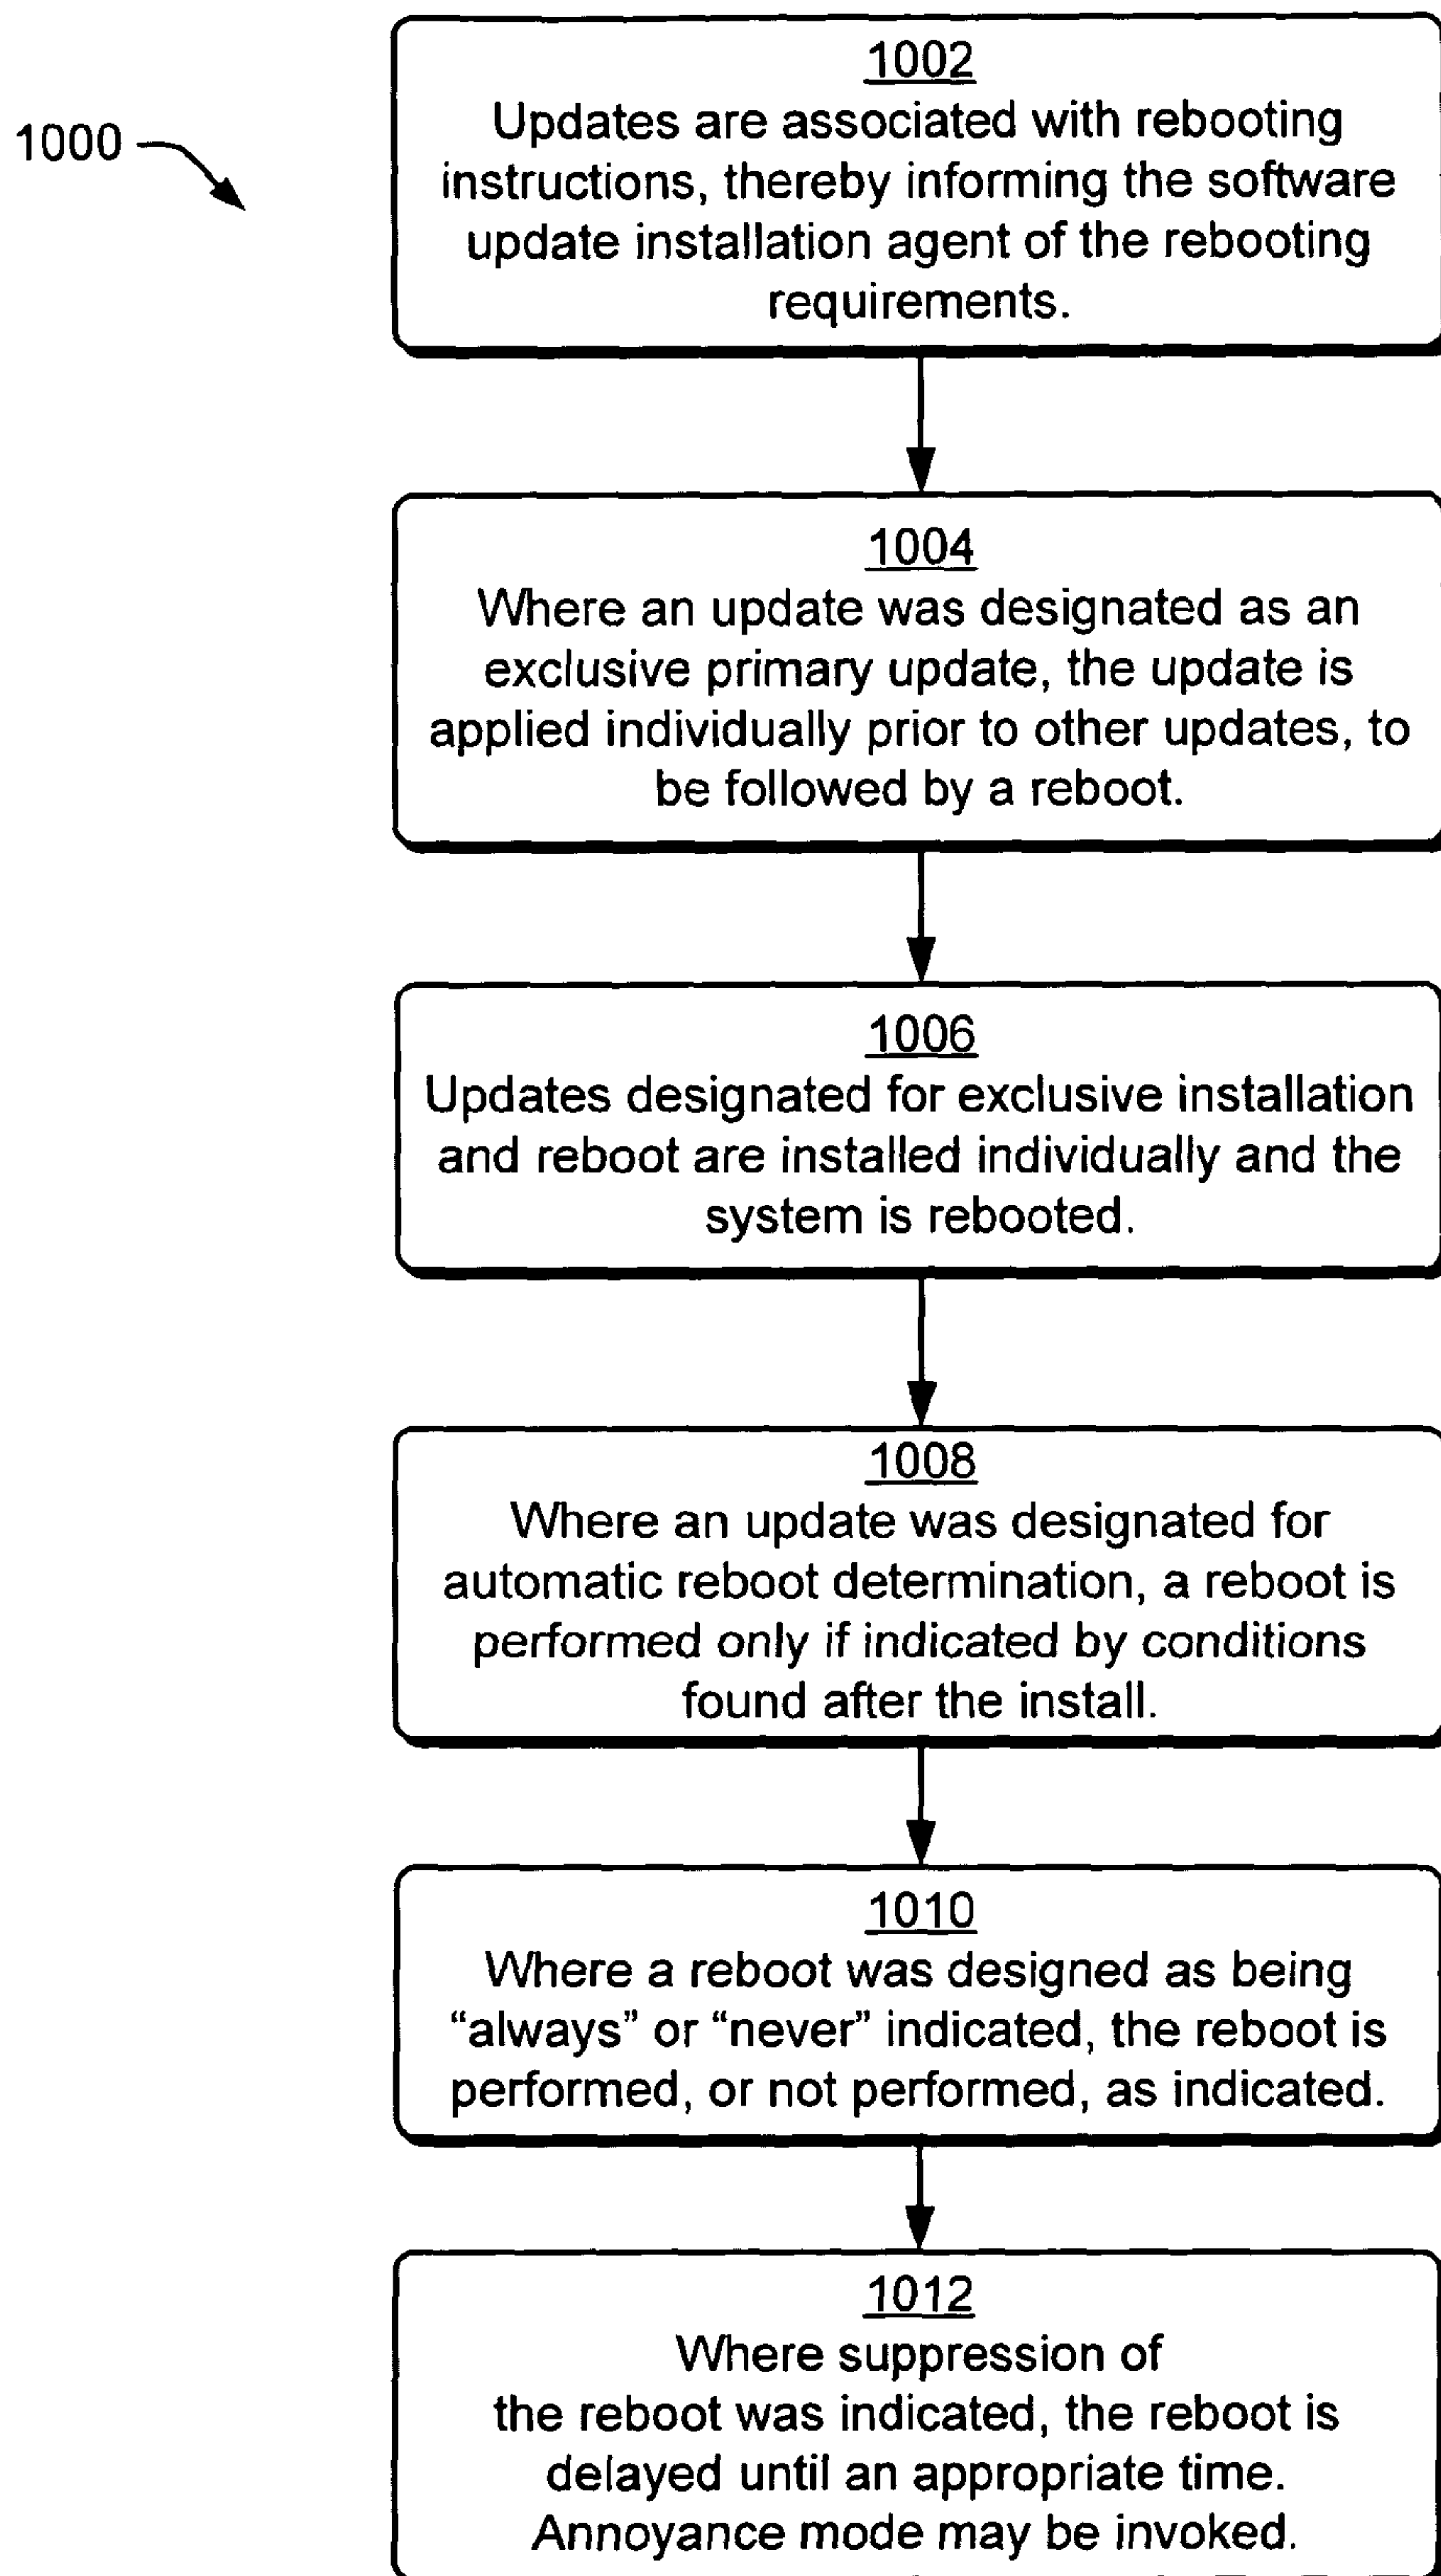 1000
1002
Updates are associated with rebooting
instructions, thereby informing the software
update installation agent of the rebooting
requirements.
1004
Where an update was designated as an
exclusive primary update, the update is
applied individually prior to other updates, to
be followed by a reboot.
1006
Updates designated for exclusive installation
and reboot are installed individually and the
system is rebooted.
1008
Where an update was designated for
automatic reboot determination, a reboot is
performed only if indicated by conditions
found after the install.
1010
Where a reboot was designed as being
“always” or “never” indicated, the reboot is
performed, or not performed, as indicated.
1012
Where suppression of
the reboot was indicated, the reboot is
delayed until an appropriate time.
Annoyance mode may be invoked.